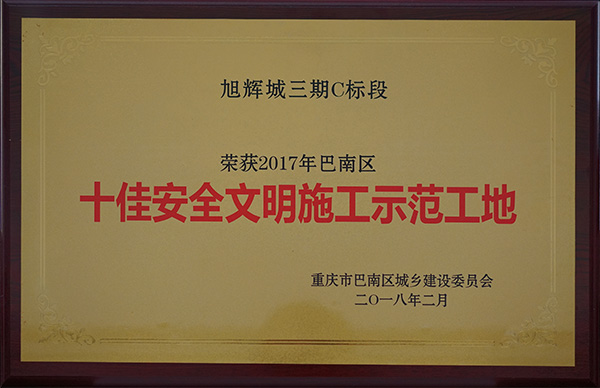 旭辉城三期C标段
荣获2017年巴南区
十佳安全文明施工示范工地
重庆市巴南区城乡建设委员会
二〇一八年二月